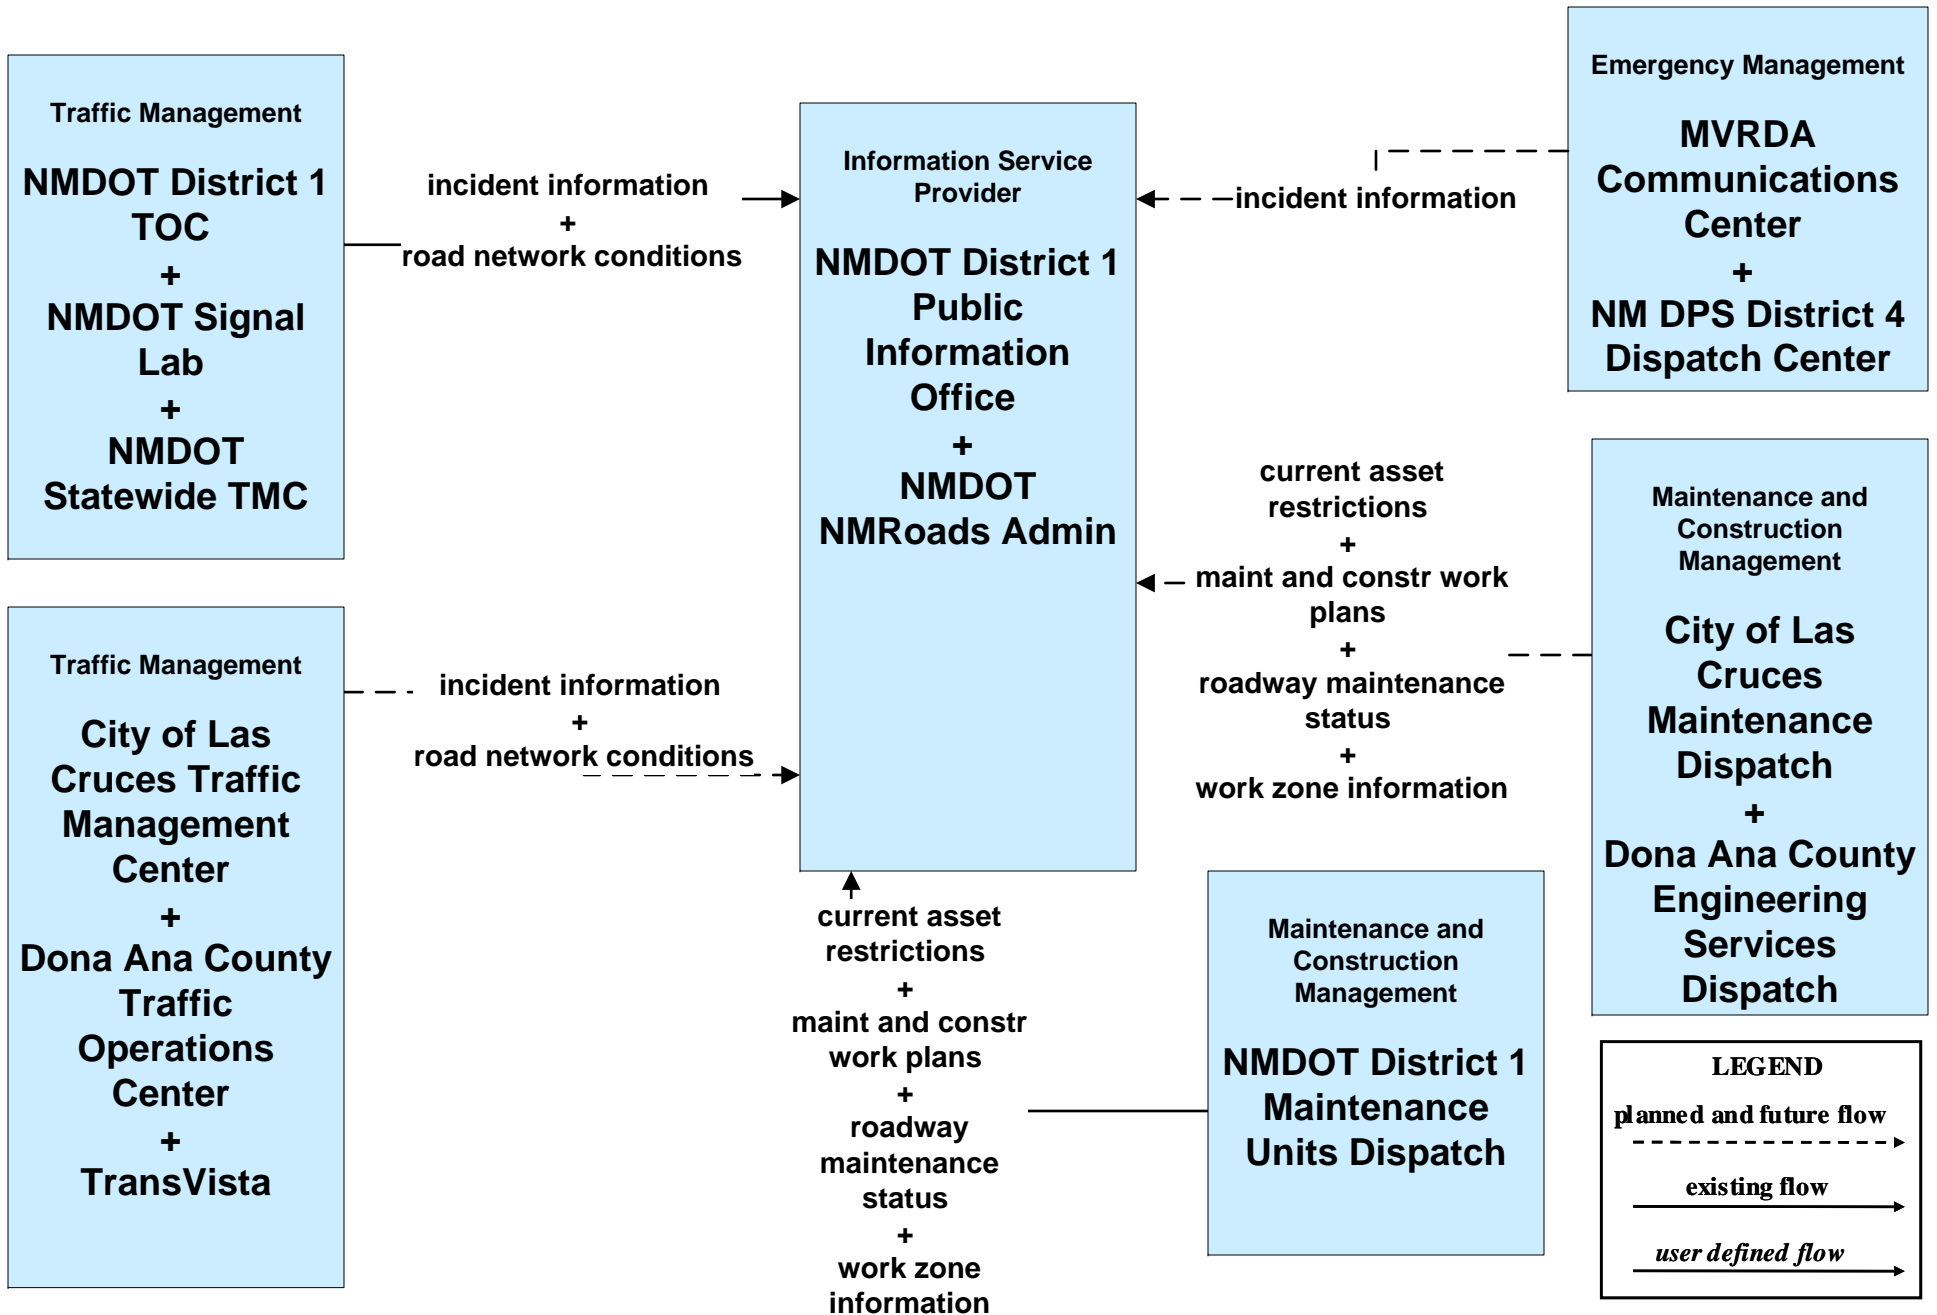 Traffic Management
NMDOT District 1
TOC
+
NMDOT Signal
Lab
+
NMDOT
Statewide TMC
incident information
+
road network conditions
Information Service
Provider
NMDOT District 1
Public
Information
Office
+
NMDOT
NMRoads Admin
incident information
Emergency Management
MVRDA
Communications
Center
+
NM DPS District 4
Dispatch Center
Traffic Management
City of Las
Cruces Traffic
Management
Center
+
Dona Ana County
Traffic
Operations
Center
+
TransVista
incident information
+
road network conditions
current asset
restrictions
+
maint and constr work
plans
+
roadway maintenance
status
+
work zone information
Maintenance and
Construction
Management
City of Las
Cruces
Maintenance
Dispatch
+
Dona Ana County
Engineering
Services
Dispatch
current asset
restrictions
+
maint and constr
work plans
+
roadway
maintenance
status
+
work zone
information
Maintenance and
Construction
Management
NMDOT District 1
Maintenance
Units Dispatch
LEGEND
planned and future flow
existing flow
user defined flow